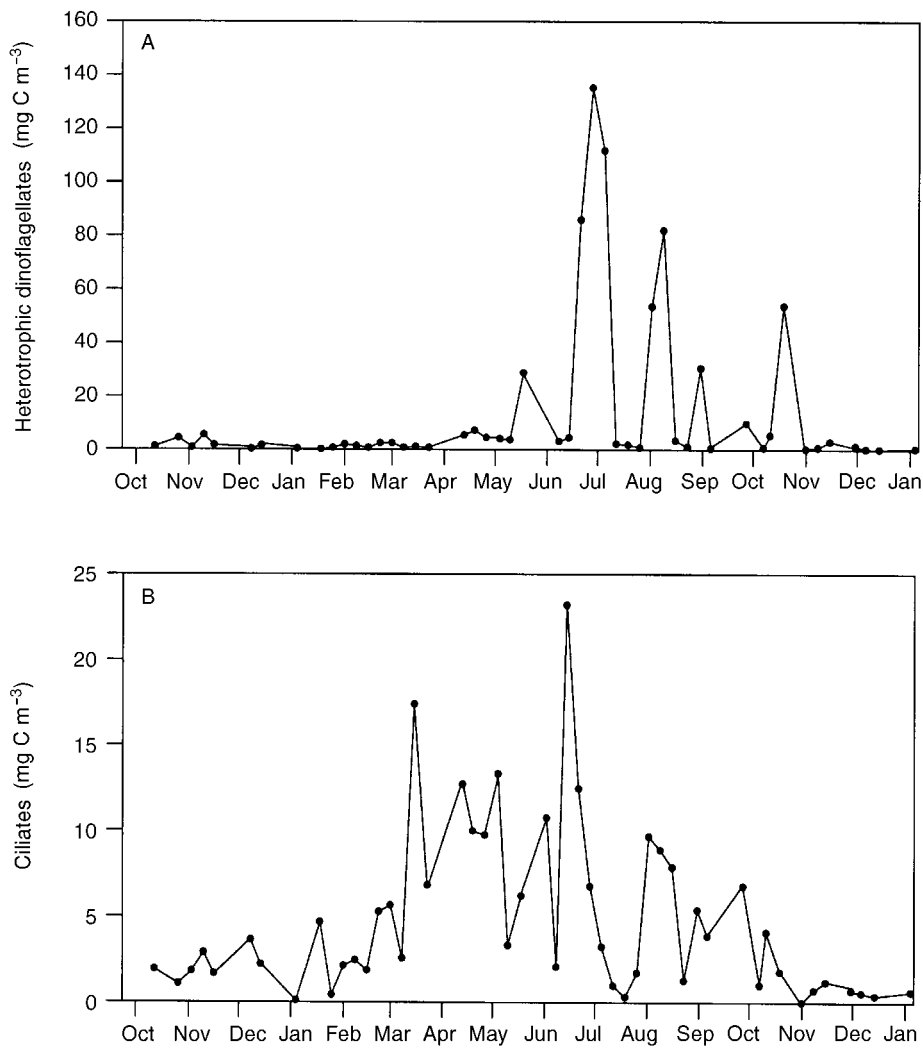 A
Heterotrophic dinoflagellates (mg C m⁻³)
160
140
120
100
80
60
40
20
0
Oct Nov Dec Jan Feb Mar Apr May Jun Jul Aug Sep Oct Nov Dec Jan
B
Ciliates (mg C m⁻³)
25
20
15
10
5
0
Oct Nov Dec Jan Feb Mar Apr May Jun Jul Aug Sep Oct Nov Dec Jan